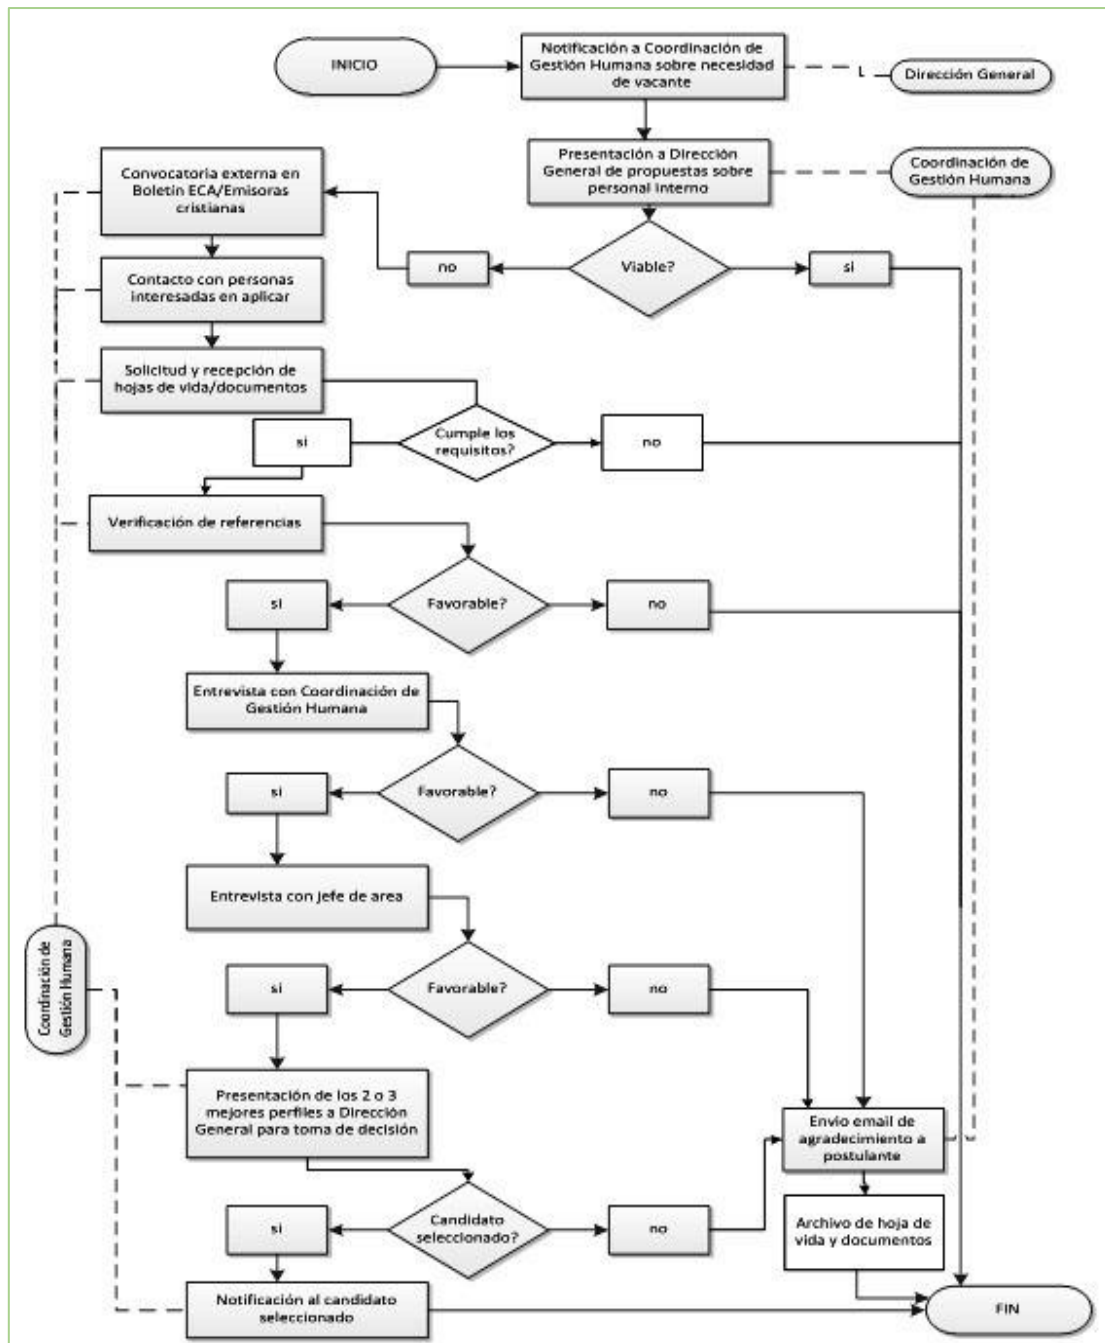 INICIO
Notificación a Coordinación de
Gestión Humana sobre necesidad
de vacante
Dirección General
Presentación a Dirección
General de propuestas sobre
personal interno
Coordinación de
Gestión Humana
Convocatoria externa en
Boletín ECA/Emisoras
cristianas
no
Viable?
si
Contacto con personas
interesadas en aplicar
Solicitud y recepción de
hojas de vida/documentos
si
Cumple los
requisitos?
no
Verificación de referencias
si
Favorable?
no
Entrevista con Coordinación de
Gestión Humana
si
Favorable?
no
Entrevista con jefe de area
Coordinación de
Gestión Humana
si
Favorable?
no
Presentación de los 2 o 3
mejores perfiles a Dirección
General para toma de decisión
Envio email de
agradecimiento a
postulante
si
Candidato
seleccionado?
no
Archivo de hoja de
vida y documentos
Notificación al candidato
seleccionado
FIN